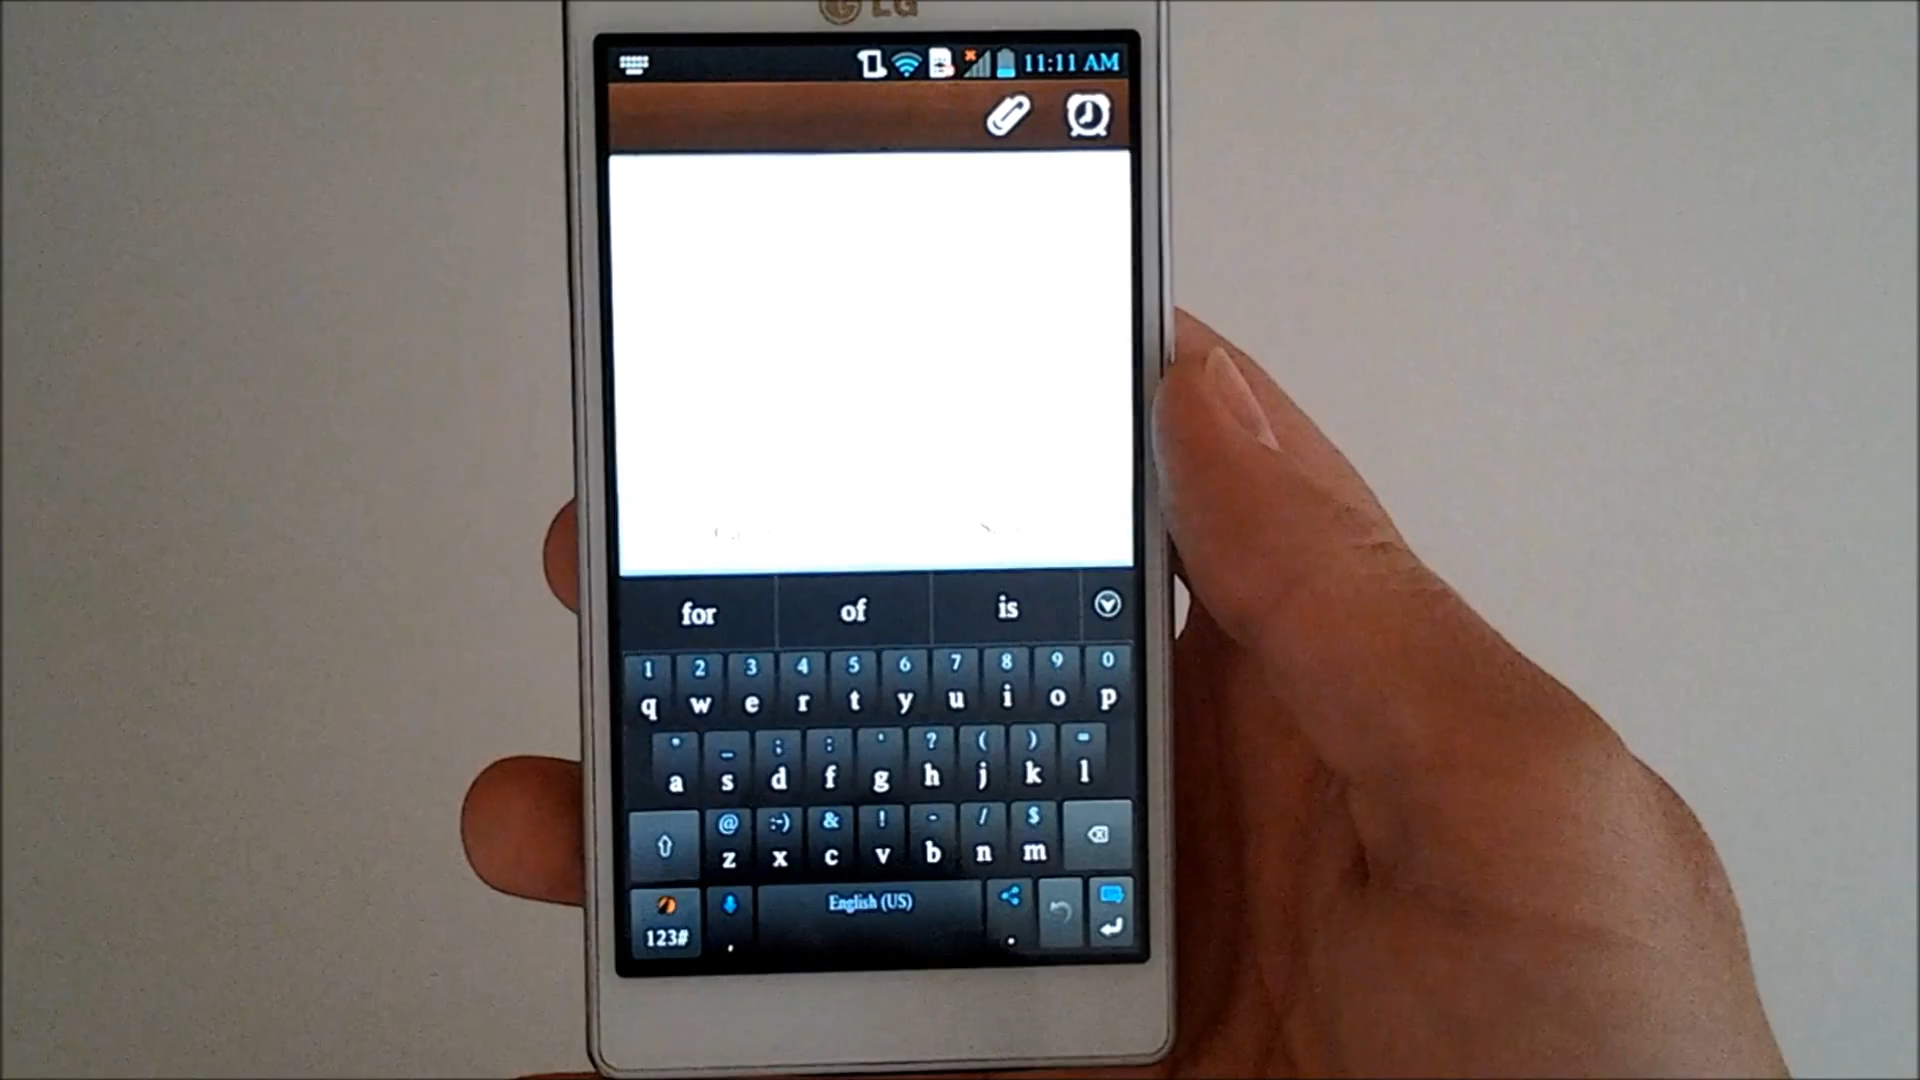 LG
11:11 AM
for of is
1 2 3 4 5 6 7 8 9 0
q w e r t y u i o p
* _ ; : ' ? ( ) "
a s d f g h j k l
@ :-) & ! - / $
z x c v b n m
English (US)
123# , .